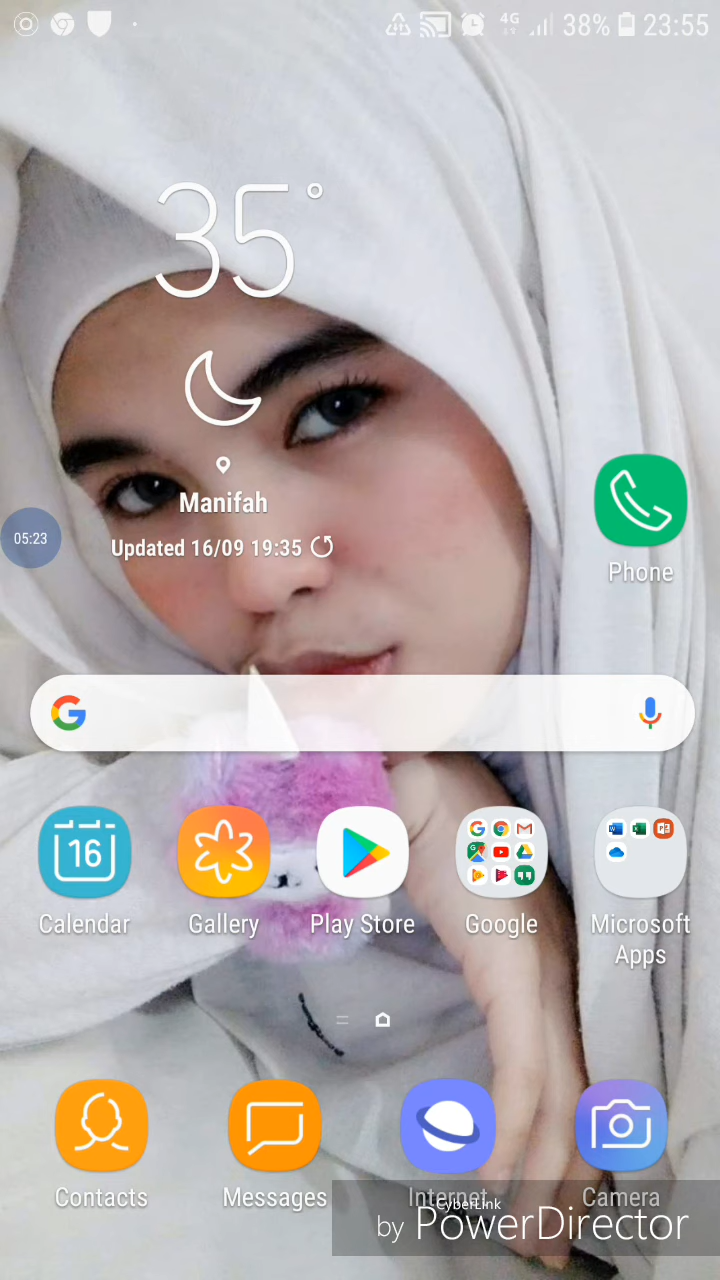 4G 38% 23:55
35°
Manifah
Updated 16/09 19:35
05:23
Phone
G
16
Calendar
Gallery
Play Store
Google
Microsoft
Apps
Contacts
Messages
Internet
Camera
CyberLink
by PowerDirector